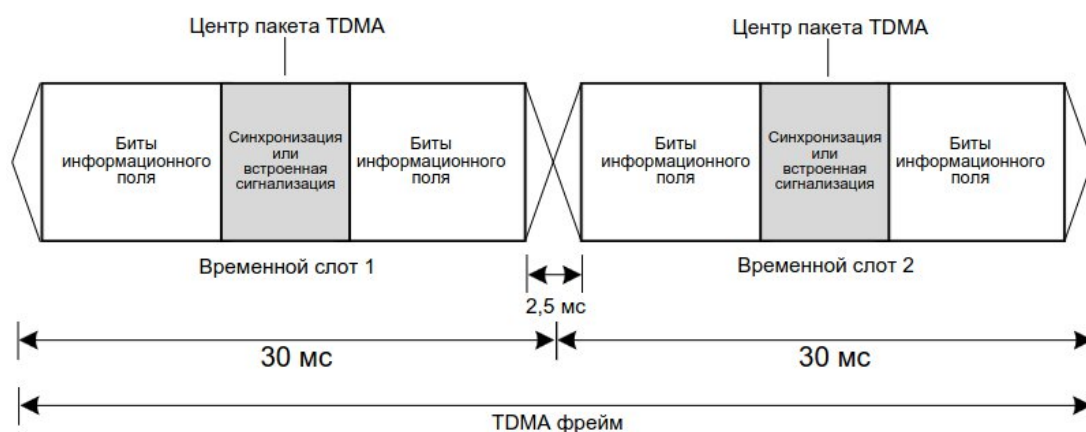 Центр пакета TDMA
Центр пакета TDMA
Биты
информационного
поля
Синхронизация
или
встроенная
сигнализация
Биты
информационного
поля
Биты
информационного
поля
Синхронизация
или
встроенная
сигнализация
Биты
информационного
поля
Временной слот 1
Временной слот 2
2,5 мс
30 мс
30 мс
TDMA фрейм